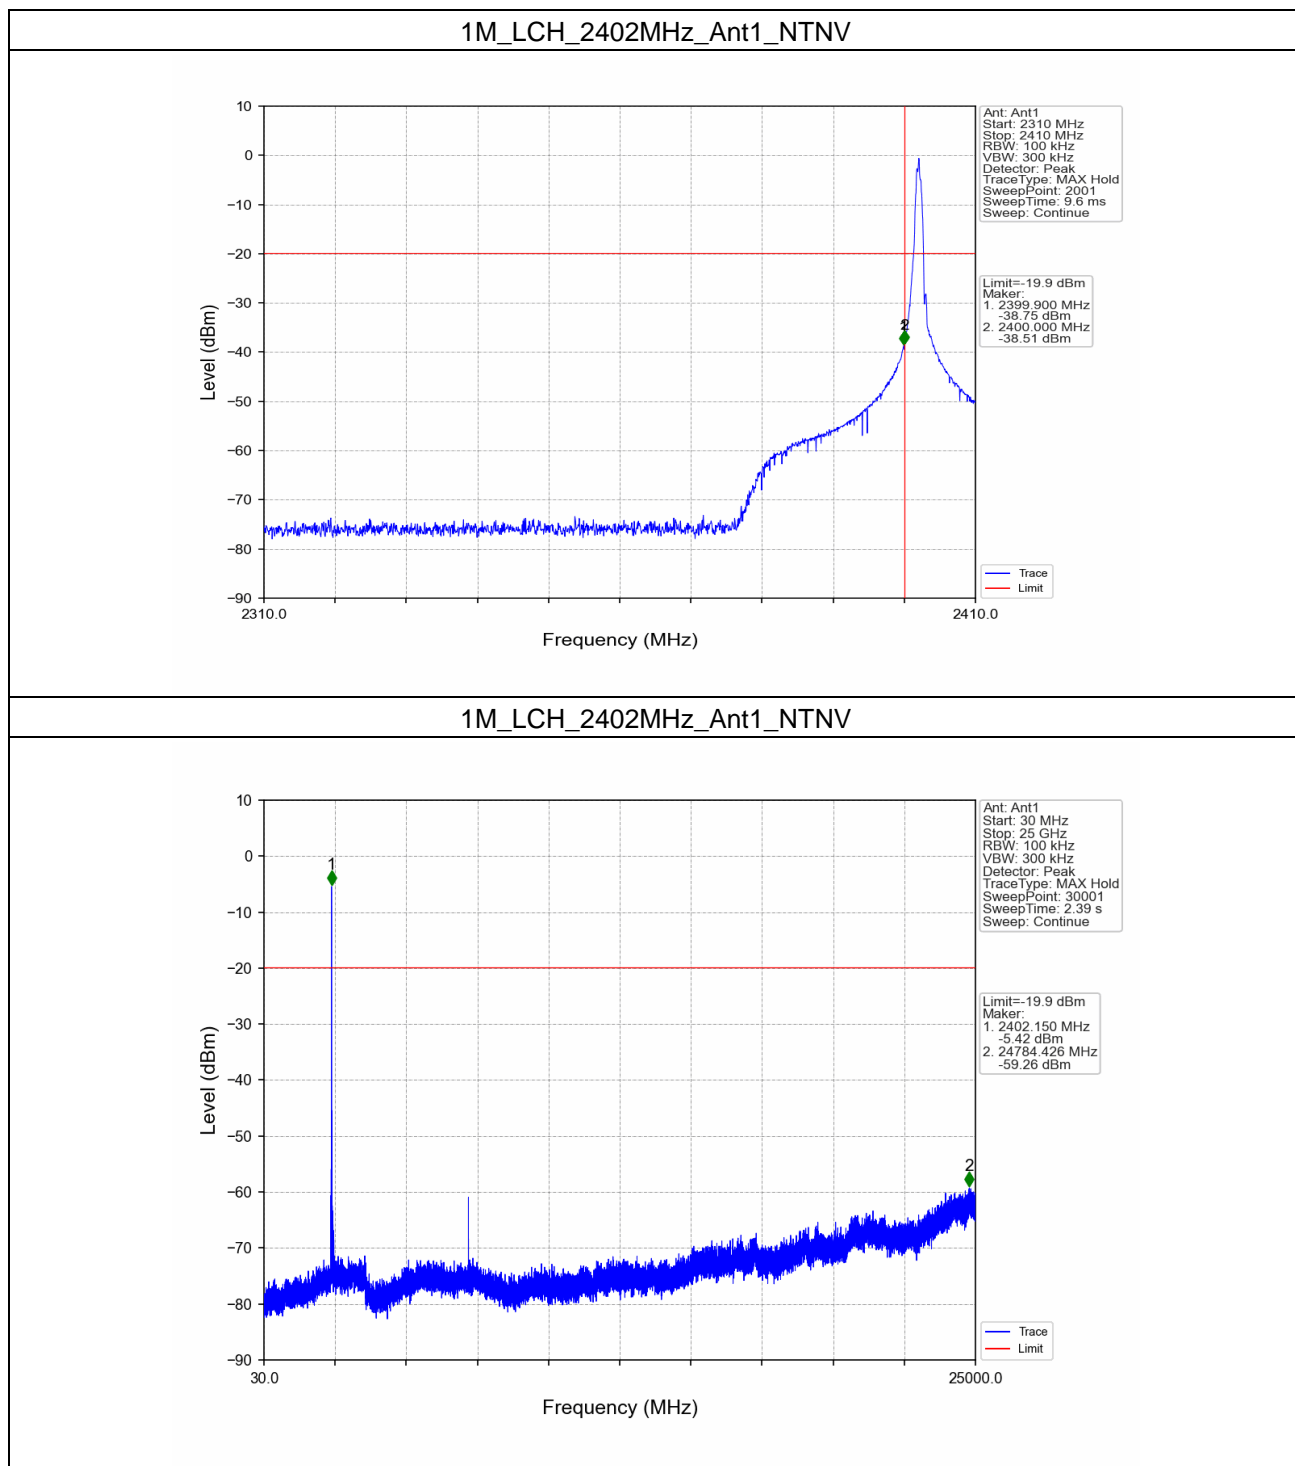 1M_LCH_2402MHz_Ant1_NTNV
10
0
−10
−20
−30
−40
−50
−60
−70
−80
−90
Level (dBm)
2310.0
2410.0
Frequency (MHz)
2
Ant: Ant1
Start: 2310 MHz
Stop: 2410 MHz
RBW: 100 kHz
VBW: 300 kHz
Detector: Peak
TraceType: MAX Hold
SweepPoint: 2001
SweepTime: 9.6 ms
Sweep: Continue
Limit=-19.9 dBm
Maker:
1. 2399.900 MHz
-38.75 dBm
2. 2400.000 MHz
-38.51 dBm
Trace
Limit
1M_LCH_2402MHz_Ant1_NTNV
10
0
−10
−20
−30
−40
−50
−60
−70
−80
−90
Level (dBm)
30.0
25000.0
Frequency (MHz)
1
2
Ant: Ant1
Start: 30 MHz
Stop: 25 GHz
RBW: 100 kHz
VBW: 300 kHz
Detector: Peak
TraceType: MAX Hold
SweepPoint: 30001
SweepTime: 2.39 s
Sweep: Continue
Limit=-19.9 dBm
Maker:
1. 2402.150 MHz
-5.42 dBm
2. 24784.426 MHz
-59.26 dBm
Trace
Limit